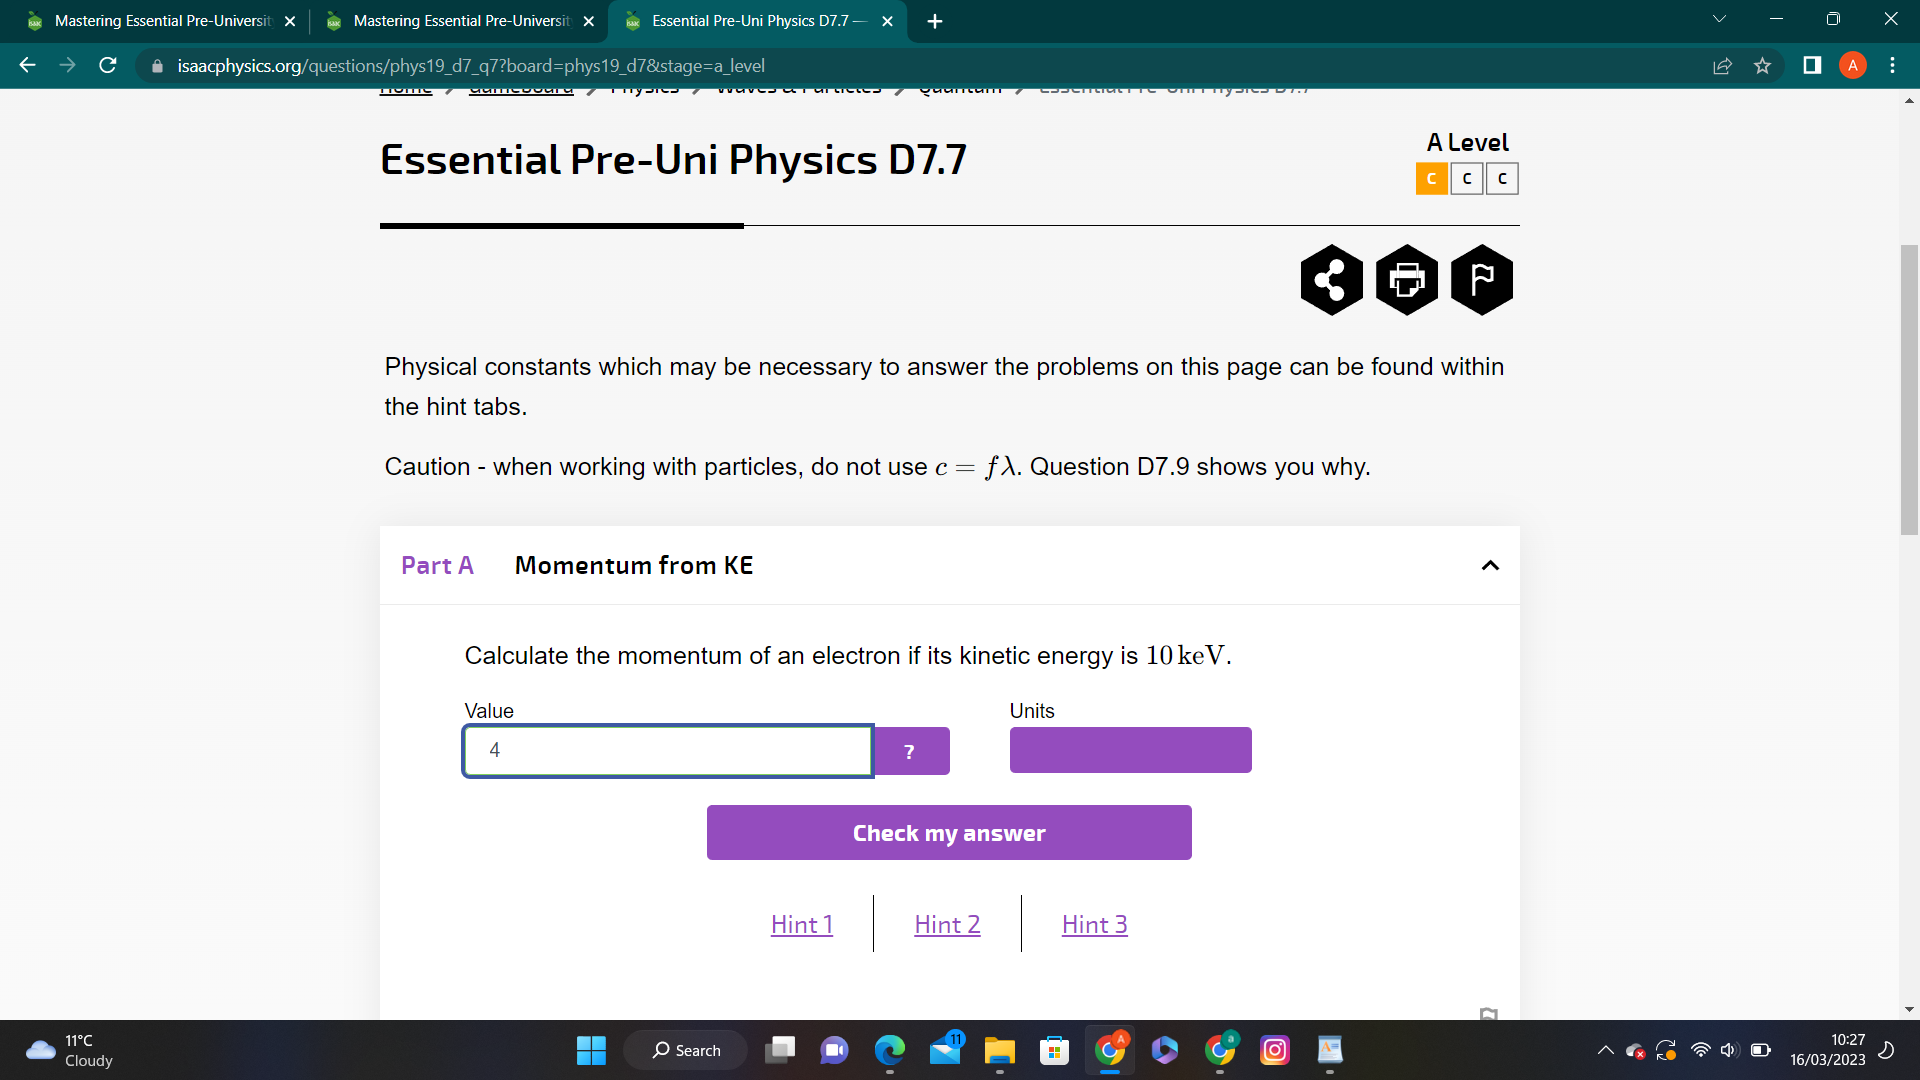 Mastering Essential Pre-Universit
Mastering Essential Pre-Universit
Essential Pre-Uni Physics D7.7 —
isaacphysics.org/questions/phys19_d7_q7?board=phys19_d7&stage=a_level
A
Home Gameboard Physics Waves & Particles Quantum Essential Pre-Uni Physics D7.7
Essential Pre-Uni Physics D7.7
A Level
C C C
Physical constants which may be necessary to answer the problems on this page can be found within
the hint tabs.
Caution - when working with particles, do not use c = fλ. Question D7.9 shows you why.
Part A Momentum from KE
Calculate the momentum of an electron if its kinetic energy is 10 keV.
Value
Units
4
?
Check my answer
Hint 1
Hint 2
Hint 3
11°C
Cloudy
Search
11
A
a
10:27
16/03/2023